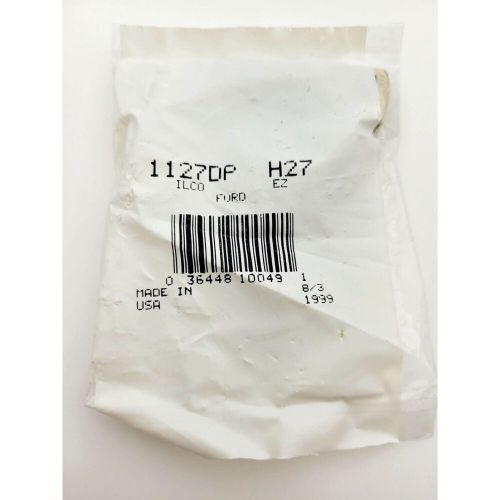 1127DP H27
ILCO EZ
FORD
0 36448 10049 1
MADE IN 8/3
USA 1999